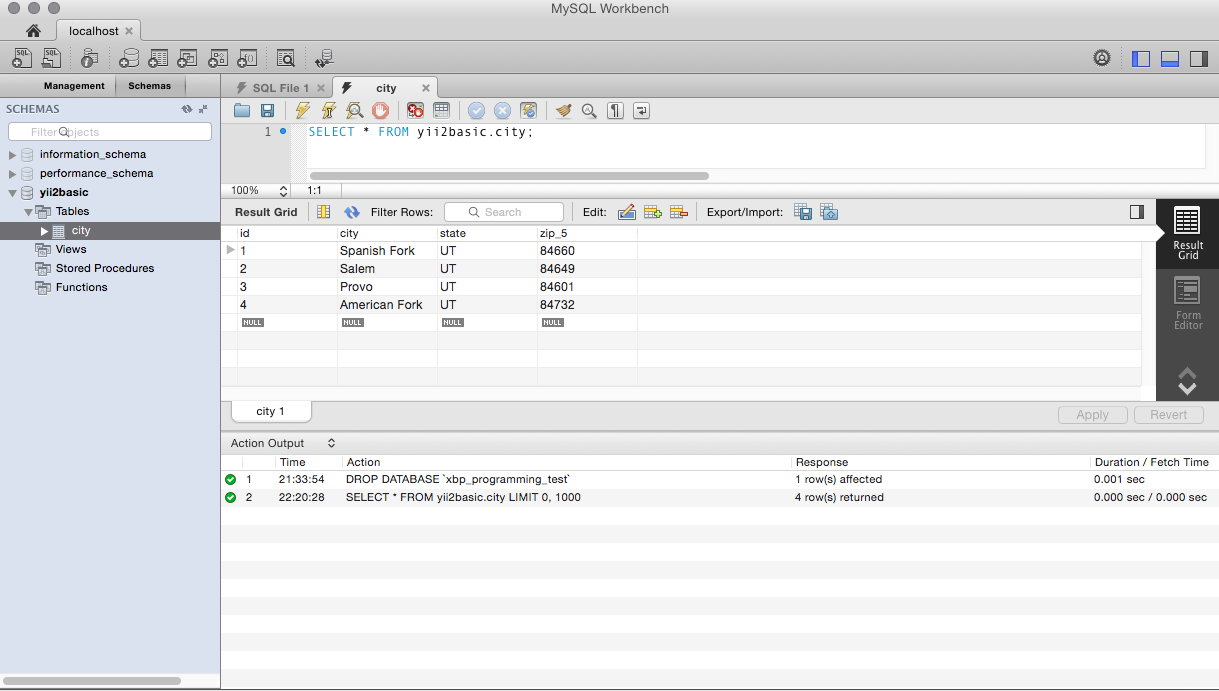 MySQL Workbench
localhost
SQL
SQL
Management Schemas
SQL File 1
city
SCHEMAS
Filter objects
information_schema
performance_schema
yii2basic
Tables
city
Views
Stored Procedures
Functions
1 SELECT * FROM yii2basic.city;
100% 1:1
Result Grid Filter Rows: Search Edit: Export/Import:
id city state zip_5
1 Spanish Fork UT 84660
2 Salem UT 84649
3 Provo UT 84601
4 American Fork UT 84732
NULL NULL NULL NULL
Result
Grid
Form
Editor
city 1
Apply Revert
Action Output
Time Action Response Duration / Fetch Time
1 21:33:54 DROP DATABASE `xbp_programming_test` 1 row(s) affected 0.001 sec
2 22:20:28 SELECT * FROM yii2basic.city LIMIT 0, 1000 4 row(s) returned 0.000 sec / 0.000 sec